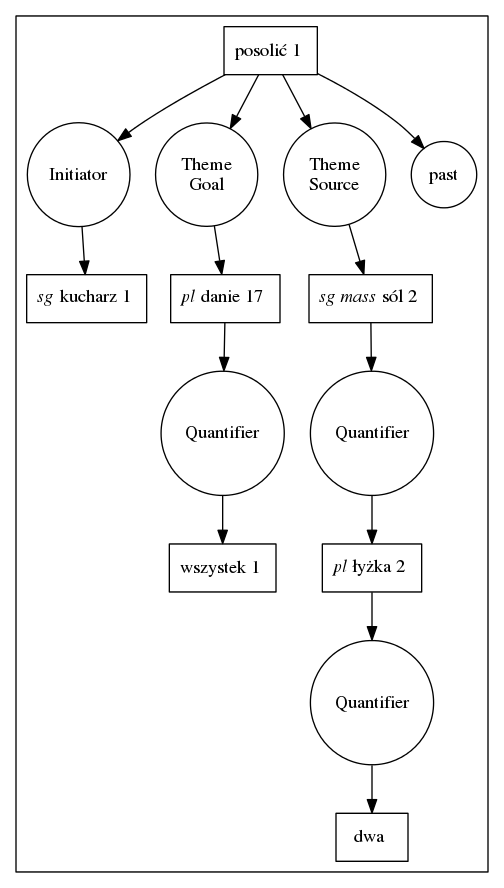 posolić 1
Initiator
Theme
Goal
Theme
Source
past
sg kucharz 1
pl danie 17
sg mass sól 2
Quantifier
Quantifier
wszystek 1
pl łyżka 2
Quantifier
dwa